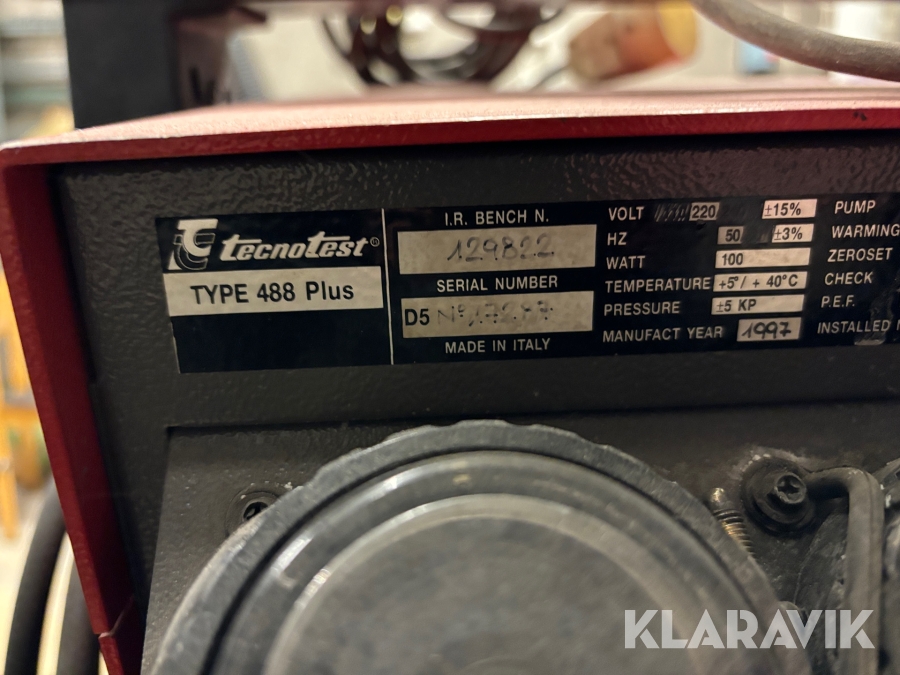 TECNOTEST®
TYPE 488 Plus
I.R. BENCH N.
129822
SERIAL NUMBER
D5
MADE IN ITALY
VOLT 220 ±15%
HZ 50 ±3%
WATT 100
TEMPERATURE +5°/ + 40°C
PRESSURE ±5 KP
MANUFACT YEAR 1997
PUMP
WARMING
ZEROSET
CHECK
P.E.F.
INSTALLED
KLARAVIK